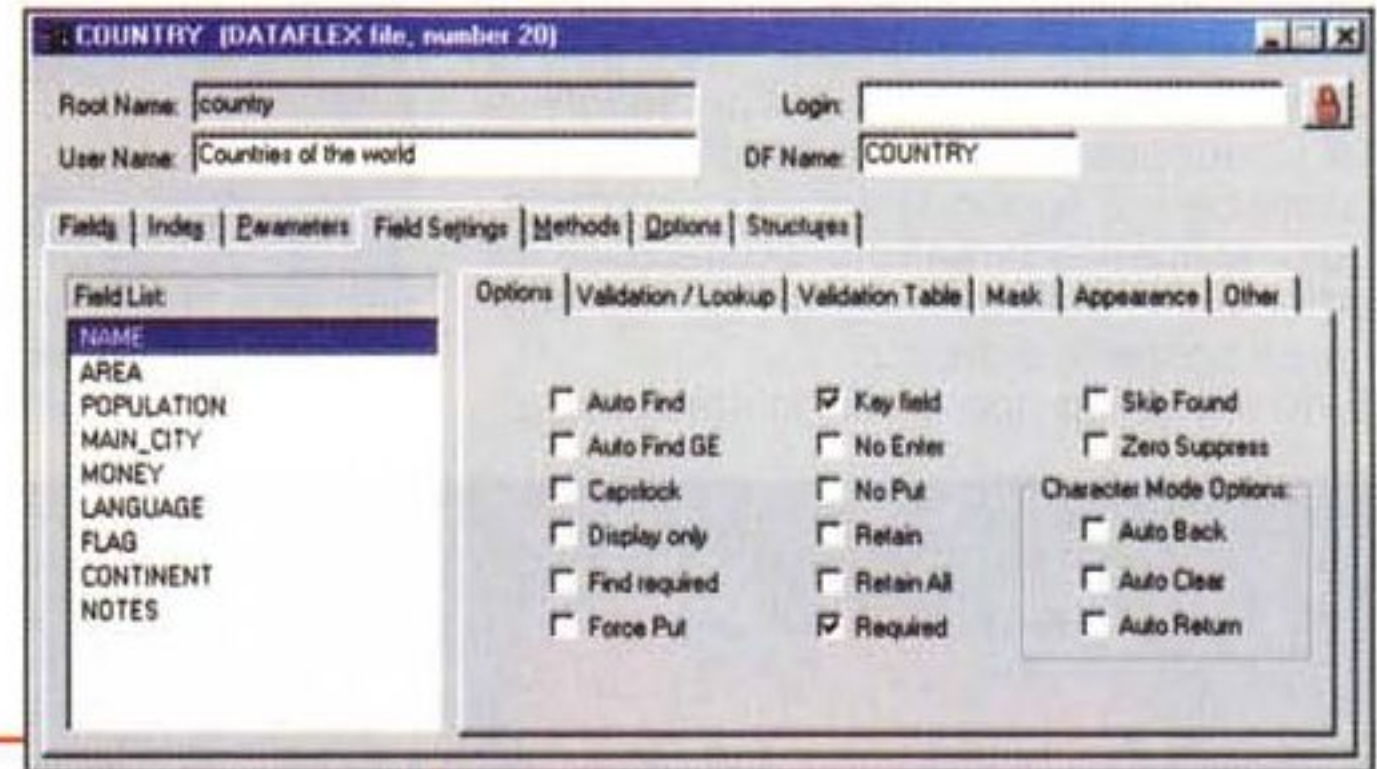 COUNTRY (DATAFLEX file, number 20)
Root Name: country
Login:
User Name: Countries of the world
DF Name: COUNTRY
Fields | Index | Parameters | Field Settings | Methods | Options | Structures
Field List:
NAME
AREA
POPULATION
MAIN_CITY
MONEY
LANGUAGE
FLAG
CONTINENT
NOTES
Options | Validation / Lookup | Validation Table | Mask | Appearance | Other
Auto Find
Auto Find GE
Capslock
Display only
Find required
Force Put
Key field
No Enter
No Put
Retain
Retain All
Required
Skip Found
Zero Suppress
Character Mode Options:
Auto Back
Auto Clear
Auto Return